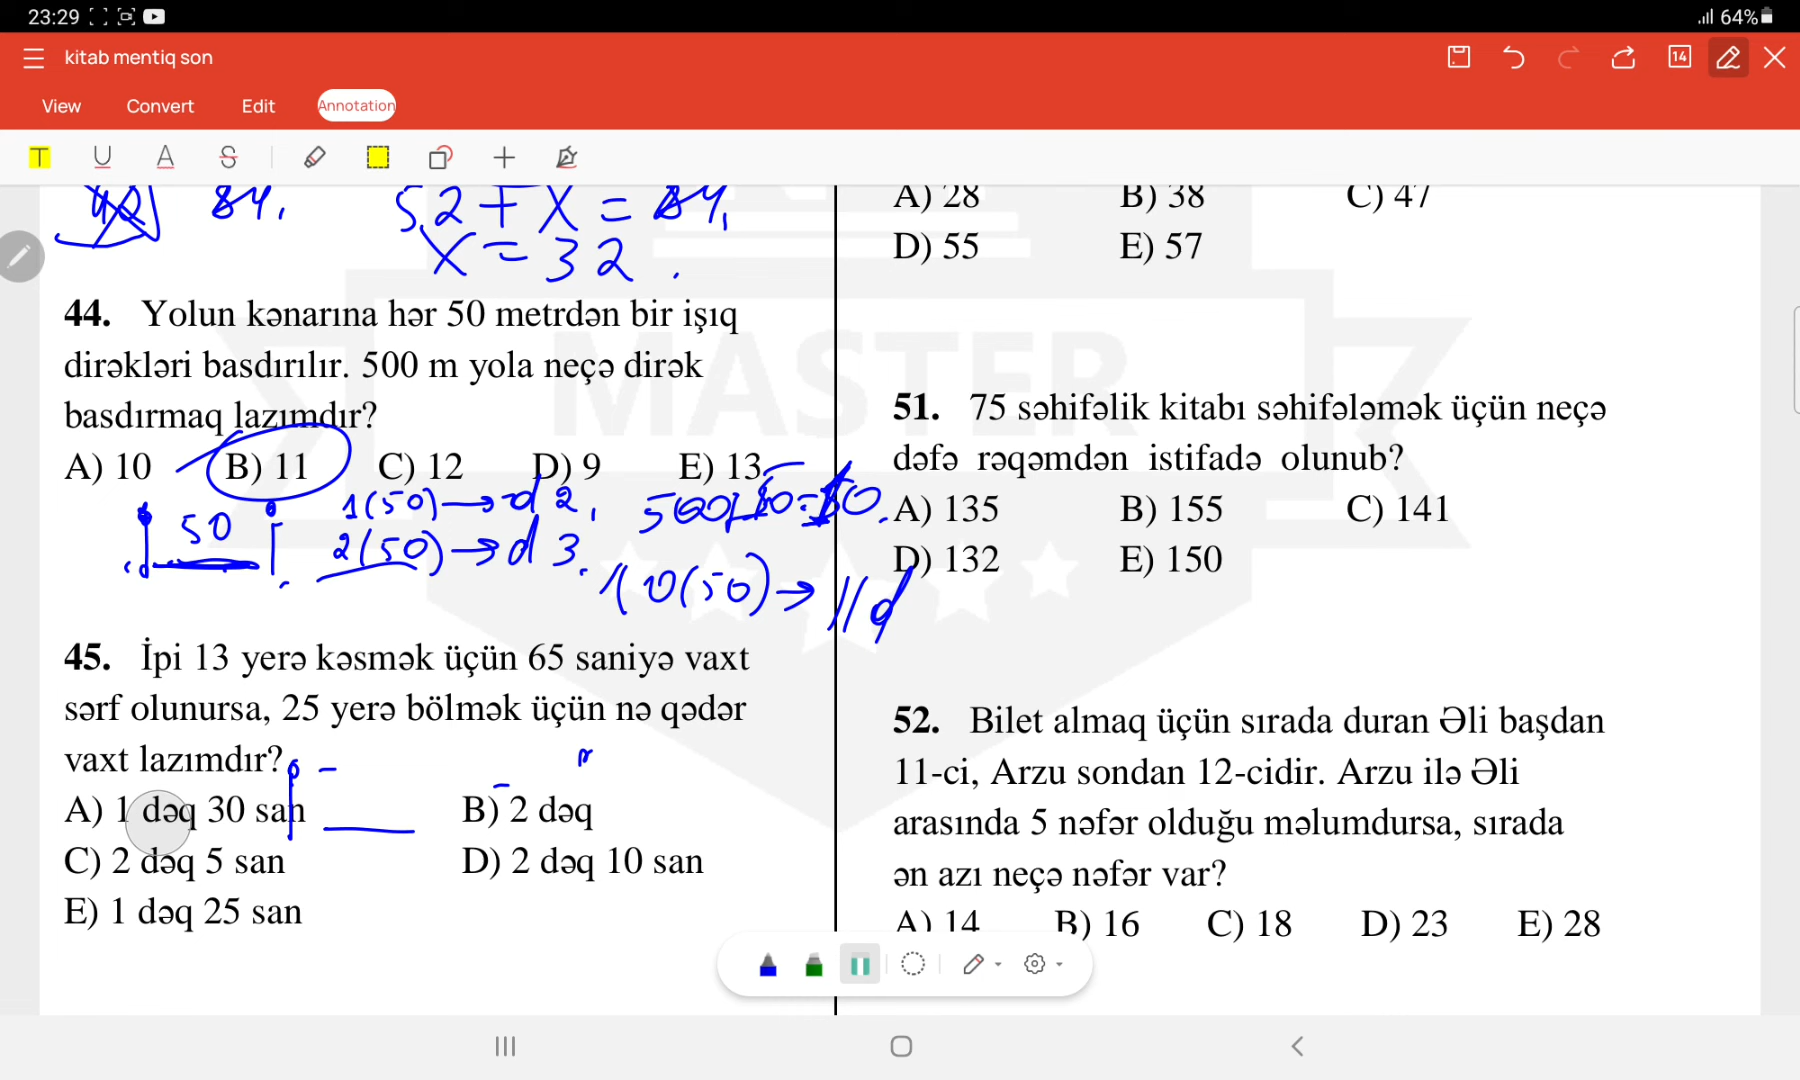 23:29
64%
kitab mentiq son
14
View Convert Edit Annotation
T U A S
84.
52 + x = 84.
x = 32.
44. Yolun kənarına hər 50 metrdən bir işıq
dirəkləri basdırılır. 500 m yola neçə dirək
basdırmaq lazımdır?
A) 10 B) 11 C) 12 D) 9 E) 13
50
1(50) → d 2.
2(50) → d 3.
10(50) → 11d
45. İpi 13 yerə kəsmək üçün 65 saniyə vaxt
sərf olunursa, 25 yerə bölmək üçün nə qədər
vaxt lazımdır?
A) 1 dəq 30 san B) 2 dəq
C) 2 dəq 5 san D) 2 dəq 10 san
E) 1 dəq 25 san
A) 28 B) 38 C) 47
D) 55 E) 57
MASTER
51. 75 səhifəlik kitabı səhifələmək üçün neçə
dəfə rəqəmdən istifadə olunub?
A) 135 B) 155 C) 141
D) 132 E) 150
52. Bilet almaq üçün sırada duran Əli başdan
11-ci, Arzu sondan 12-cidir. Arzu ilə Əli
arasında 5 nəfər olduğu məlumdursa, sırada
ən azı neçə nəfər var?
A) 14 B) 16 C) 18 D) 23 E) 28